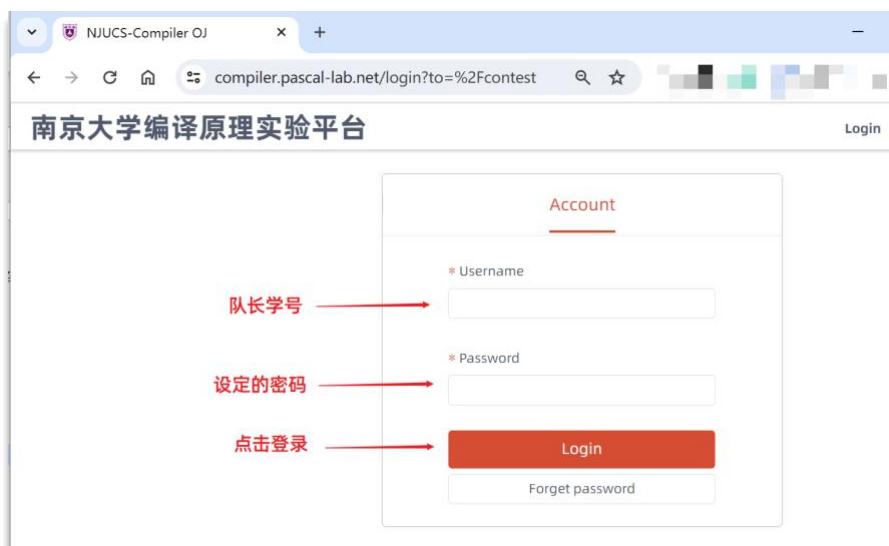 NJUCS-Compiler OJ
compiler.pascal-lab.net/login?to=%2Fcontest
南京大学编译原理实验平台
Login
Account
* Username
队长学号
* Password
设定的密码
点击登录
Login
Forget password